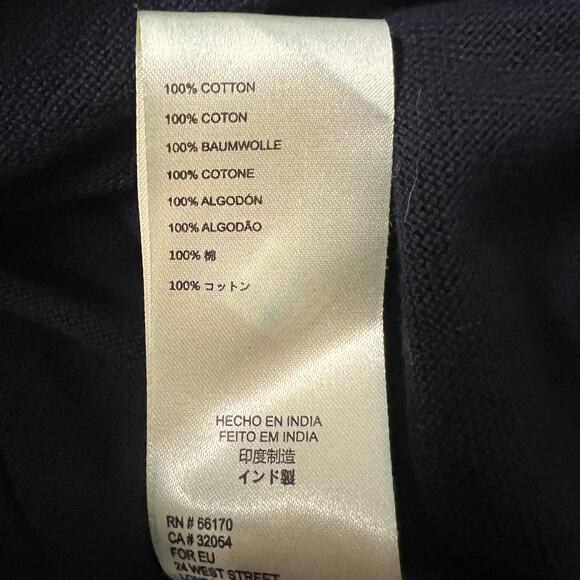 100% COTTON
100% COTON
100% BAUMWOLLE
100% COTONE
100% ALGODÓN
100% ALGODÃO
100% 棉
100% コットン
HECHO EN INDIA
FEITO EM INDIA
印度制造
インド製
RN # 66170
CA # 32054
FOR EU
24 WEST STREET